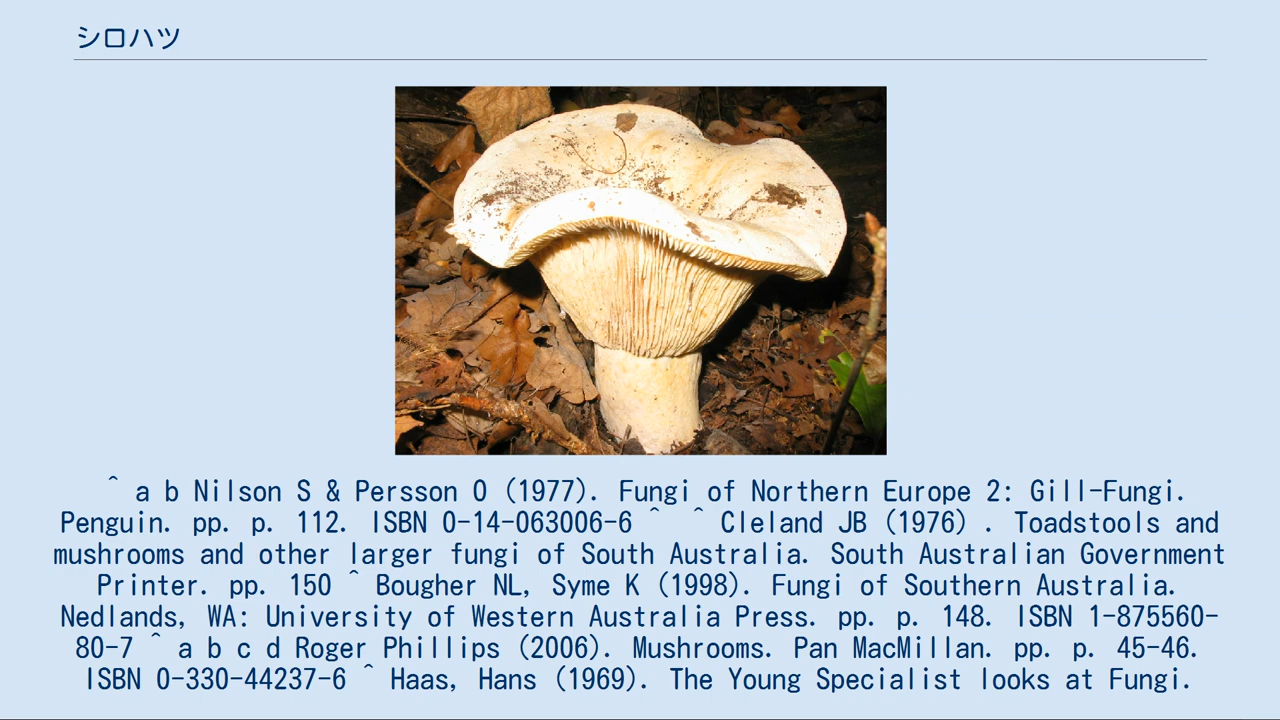 シロハツ
^ a b Nilson S & Persson O (1977). Fungi of Northern Europe 2: Gill-Fungi.
Penguin. pp. p. 112. ISBN 0-14-063006-6 ^ ^ Cleland JB (1976) . Toadstools and
mushrooms and other larger fungi of South Australia. South Australian Government
Printer. pp. 150 ^ Bougher NL, Syme K (1998). Fungi of Southern Australia.
Nedlands, WA: University of Western Australia Press. pp. p. 148. ISBN 1-875560-
80-7 ^ a b c d Roger Phillips (2006). Mushrooms. Pan MacMillan. pp. p. 45-46.
ISBN 0-330-44237-6 ^ Haas, Hans (1969). The Young Specialist looks at Fungi.